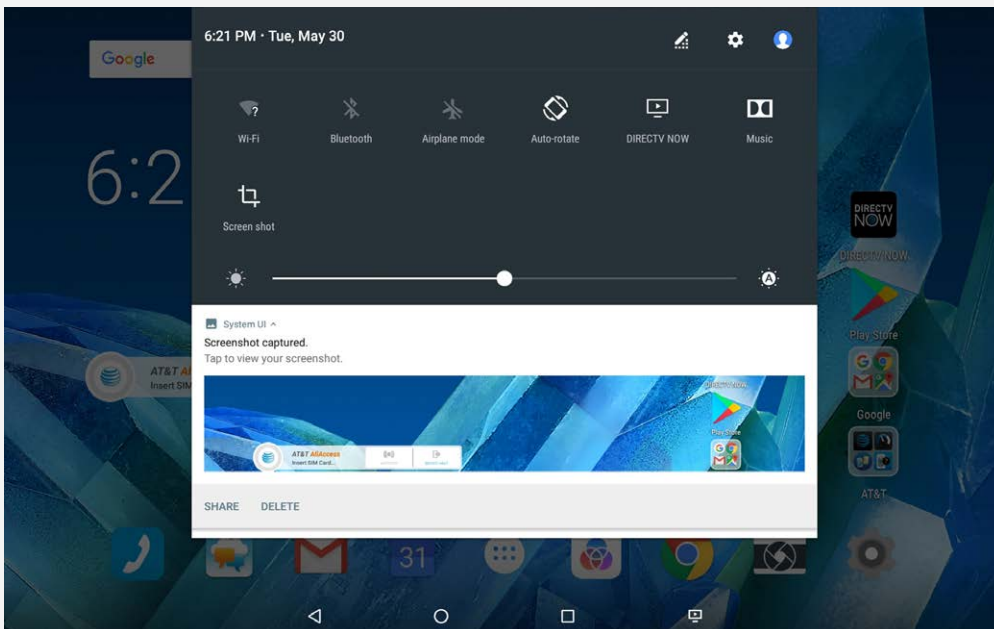 6:21 PM · Tue, May 30
Google
Wi-Fi
Bluetooth
Airplane mode
Auto-rotate
DIRECTV NOW
Music
6:2
Screen shot
DIRECTV
NOW
DIRECTV NOW
Play Store
System UI
Screenshot captured.
Tap to view your screenshot.
AT&T Al
Insert SIM
DIRECTV NOW
Play Store
AT&T AllAccess
Insert SIM Card...
Google
AT&T
SHARE DELETE
31